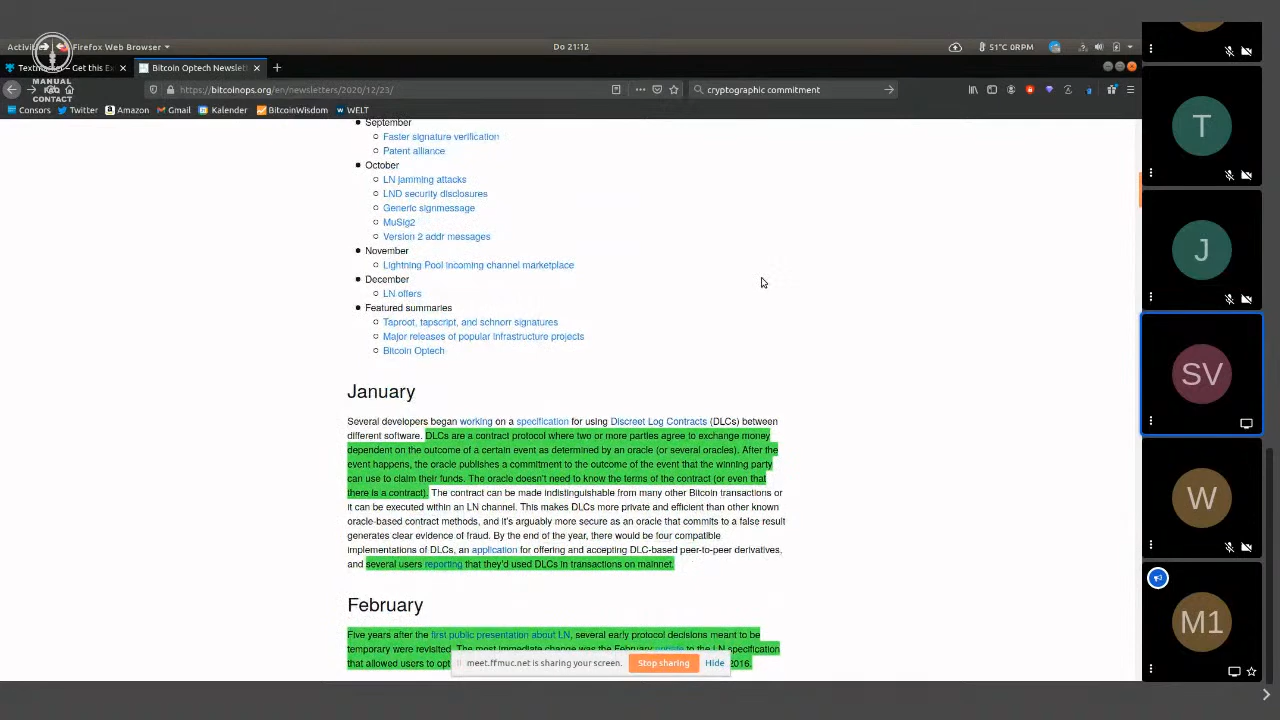 Activit
Firefox Web Browser
Do 21:12
51°C 0RPM
MANUAL
FAQ
CONTACT
Bitcoin Optech Newslett
https://bitcoinops.org/en/newsletters/2020/12/23/
cryptographic commitment
Consors
Twitter
Amazon
Gmail
Kalender
BitcoinWisdom
WELT
September
Faster signature verification
Patent alliance
October
LN jamming attacks
LND security disclosures
Generic signmessage
MuSig2
Version 2 addr messages
November
Lightning Pool incoming channel marketplace
December
LN offers
Featured summaries
Taproot, tapscript, and schnorr signatures
Major releases of popular infrastructure projects
Bitcoin Optech
January
Several developers began working on a specification for using Discreet Log Contracts (DLCs) between
different software. DLCs are a contract protocol where two or more parties agree to exchange money
dependent on the outcome of a certain event as determined by an oracle (or several oracles). After the
event happens, the oracle publishes a commitment to the outcome of the event that the winning party
can use to claim their funds. The oracle doesn't need to know the terms of the contract (or even that
there is a contract). The contract can be made indistinguishable from many other Bitcoin transactions or
it can be executed within an LN channel. This makes DLCs more private and efficient than other known
oracle-based contract methods, and it's arguably more secure as an oracle that commits to a false result
generates clear evidence of fraud. By the end of the year, there would be four compatible
implementations of DLCs, an application for offering and accepting DLC-based peer-to-peer derivatives,
and several users reporting that they'd used DLCs in transactions on mainnet.
February
Five years after the first public presentation about LN, several early protocol decisions meant to be
temporary were revisited. The most immediate change was the February update to the LN specification
that allowed users to opt
2016.
meet.ffmuc.net is sharing your screen.
Stop sharing
Hide
T
J
SV
W
M1